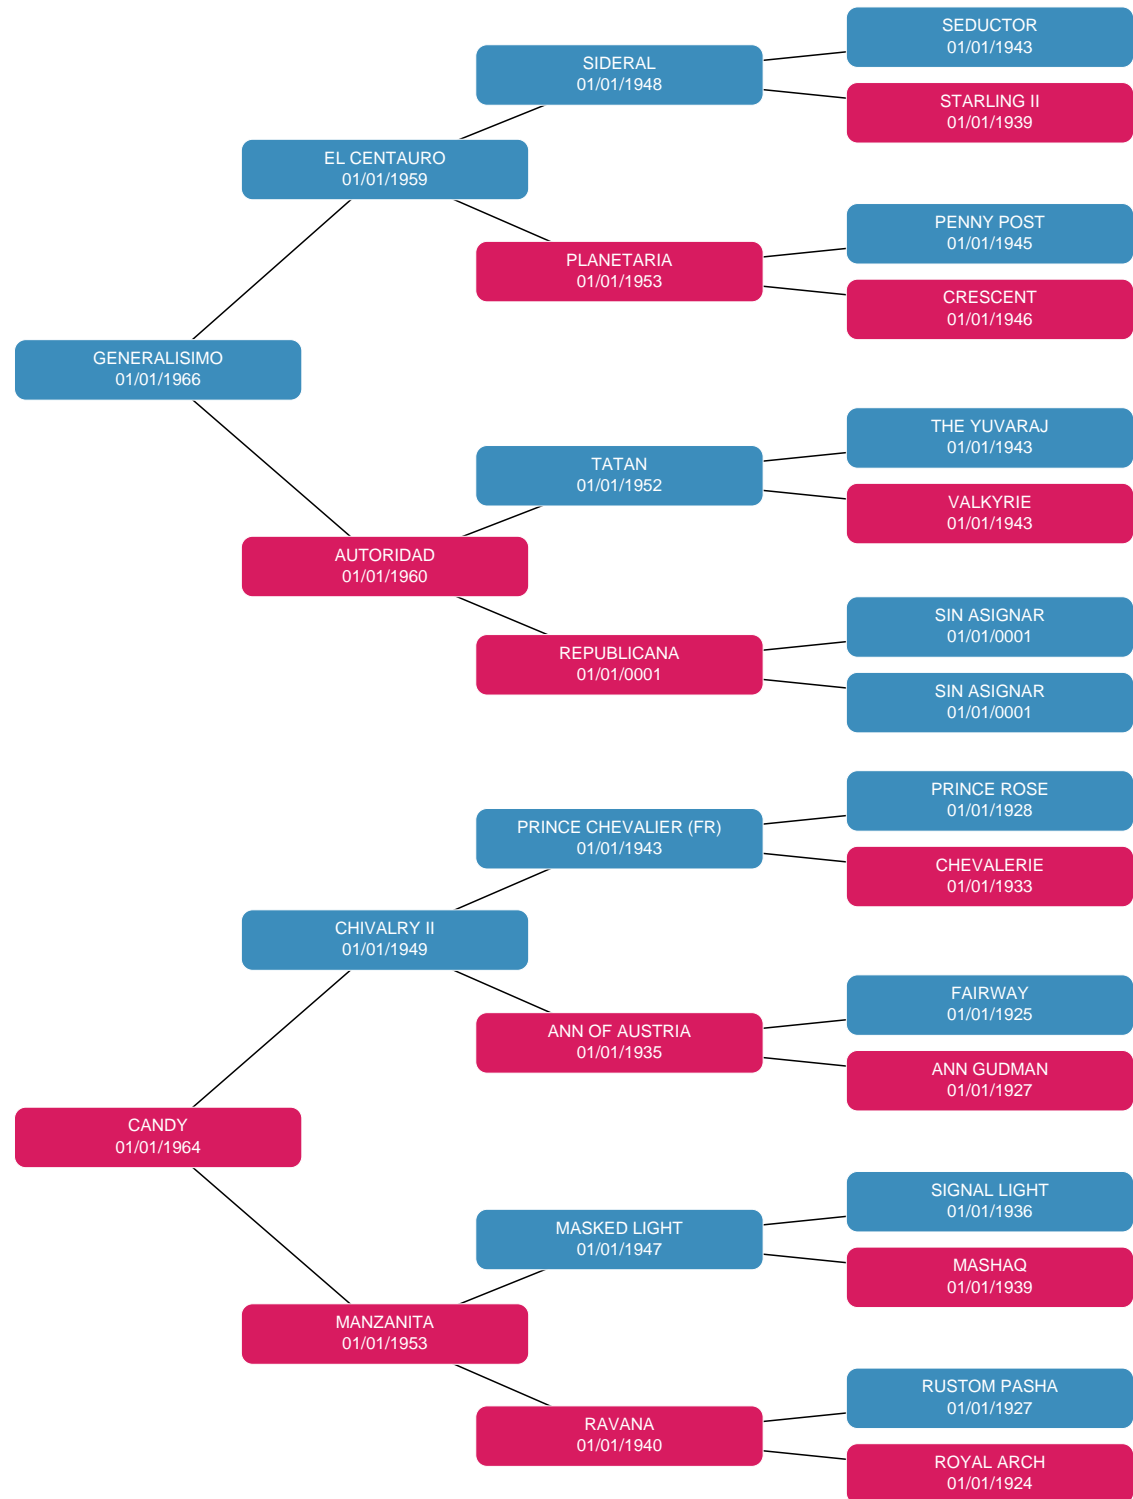 SEDUCTOR
01/01/1943
SIDERAL
01/01/1948
STARLING II
01/01/1939
EL CENTAURO
01/01/1959
PENNY POST
01/01/1945
PLANETARIA
01/01/1953
CRESCENT
01/01/1946
GENERALISIMO
01/01/1966
THE YUVARAJ
01/01/1943
TATAN
01/01/1952
VALKYRIE
01/01/1943
AUTORIDAD
01/01/1960
SIN ASIGNAR
01/01/0001
REPUBLICANA
01/01/0001
SIN ASIGNAR
01/01/0001
PRINCE ROSE
01/01/1928
PRINCE CHEVALIER (FR)
01/01/1943
CHEVALERIE
01/01/1933
CHIVALRY II
01/01/1949
FAIRWAY
01/01/1925
ANN OF AUSTRIA
01/01/1935
ANN GUDMAN
01/01/1927
CANDY
01/01/1964
SIGNAL LIGHT
01/01/1936
MASKED LIGHT
01/01/1947
MASHAQ
01/01/1939
MANZANITA
01/01/1953
RUSTOM PASHA
01/01/1927
RAVANA
01/01/1940
ROYAL ARCH
01/01/1924